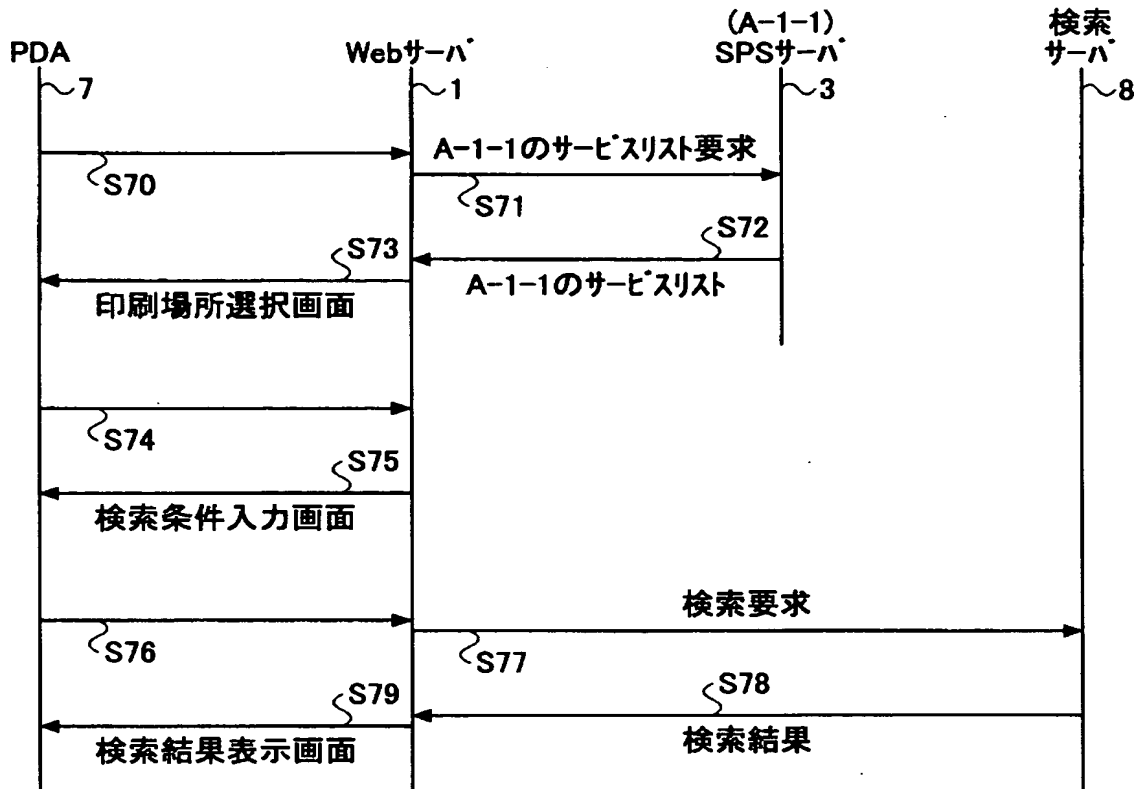 PDA
7
Webサーバ
1
(A-1-1)
SPSサーバ
3
検索
サーバ
8
S70
A-1-1のサービスリスト要求
S71
S72
A-1-1のサービスリスト
S73
印刷場所選択画面
S74
S75
検索条件入力画面
S76
検索要求
S77
S78
検索結果
S79
検索結果表示画面